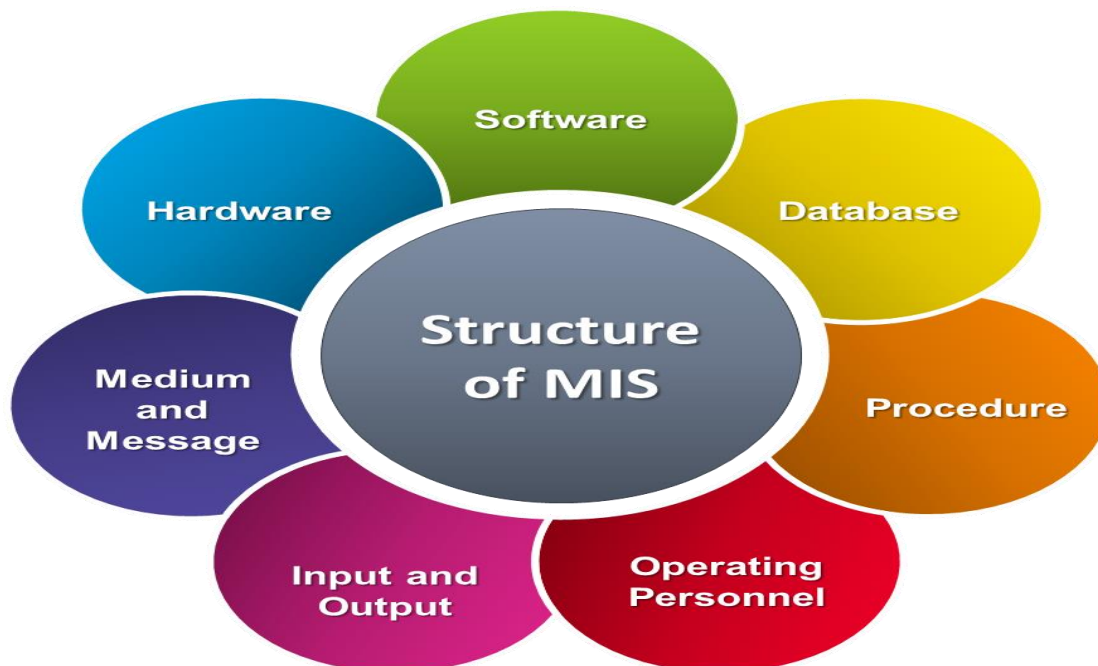 Software
Hardware
Database
Structure
of MIS
Medium
and
Message
Procedure
Input and
Output
Operating
Personnel